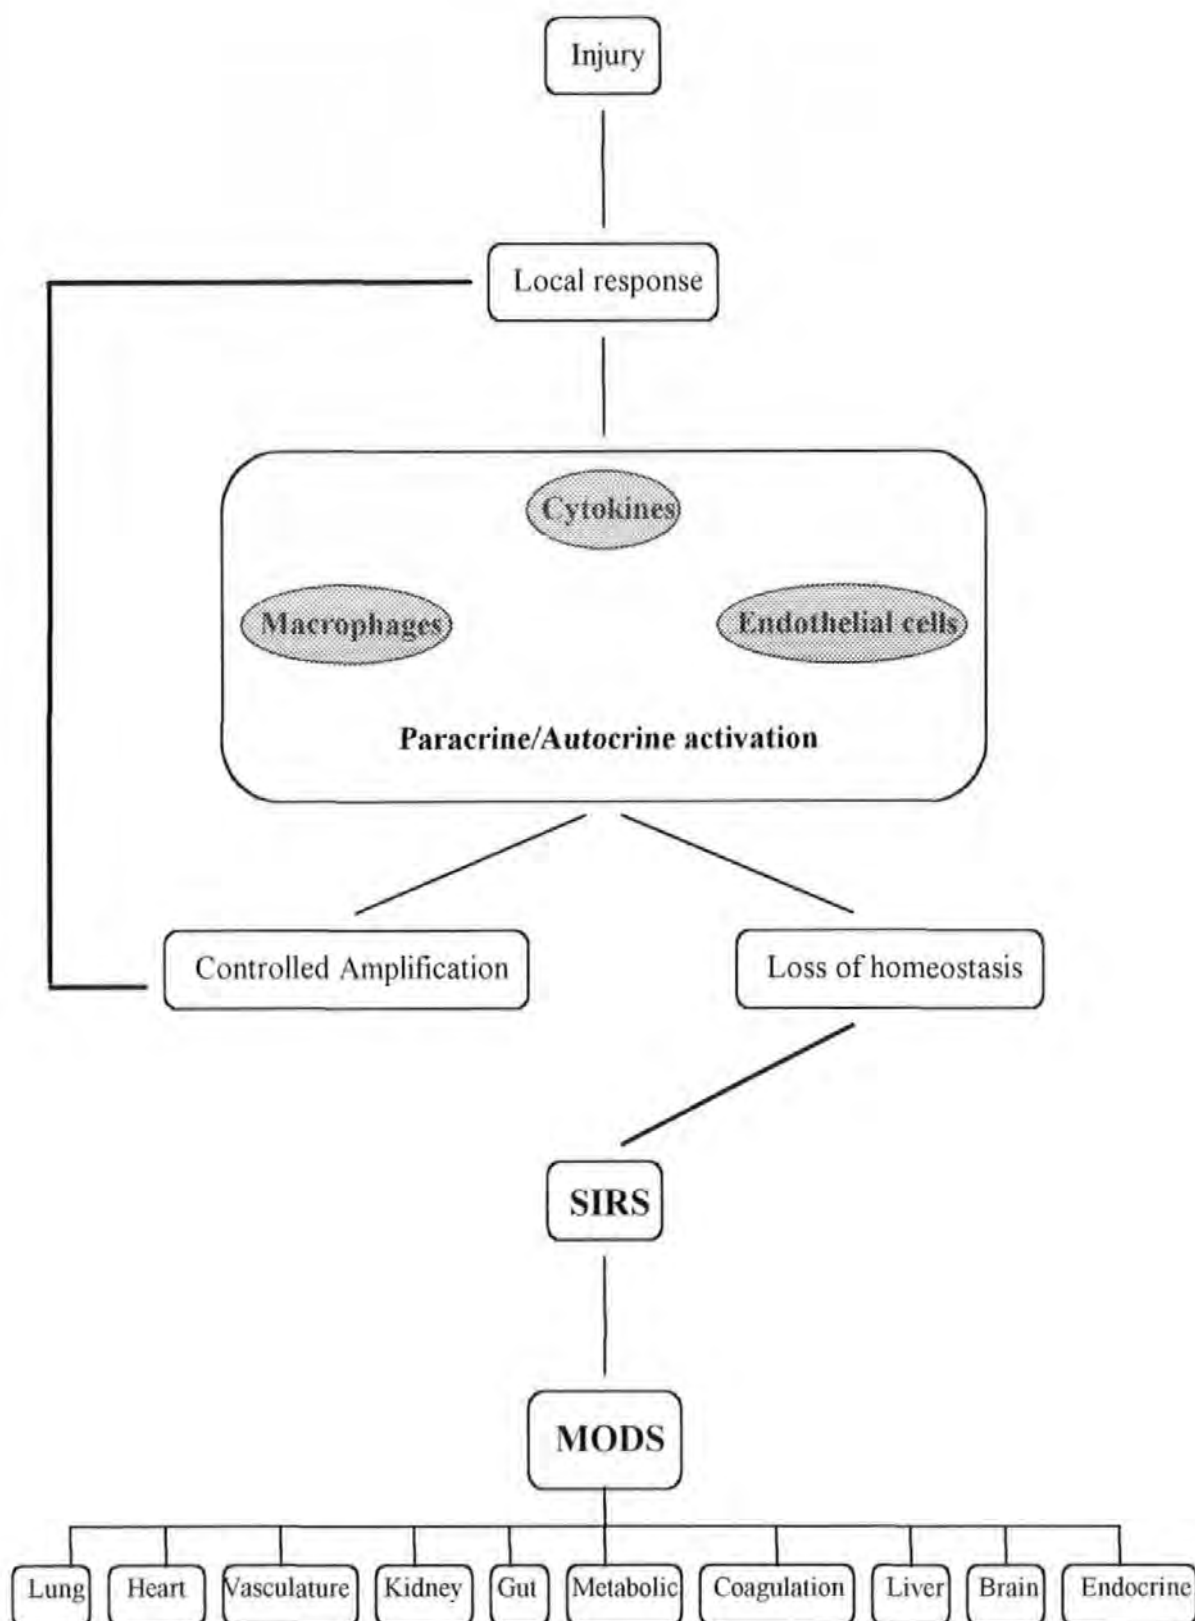 Injury
Local response
Cytokines
Macrophages
Endothelial cells
Paracrine/Autocrine activation
Controlled Amplification
Loss of homeostasis
SIRS
MODS
Lung
Heart
Vasculature
Kidney
Gut
Metabolic
Coagulation
Liver
Brain
Endocrine